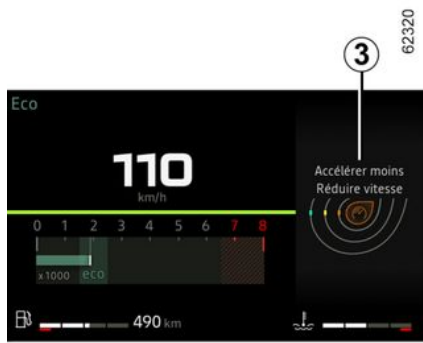 62320
3
Eco
110
km/h
Accélérer moins
Réduire vitesse
0 1 2 3 4 5 6 7 8
x1000 eco
490 km